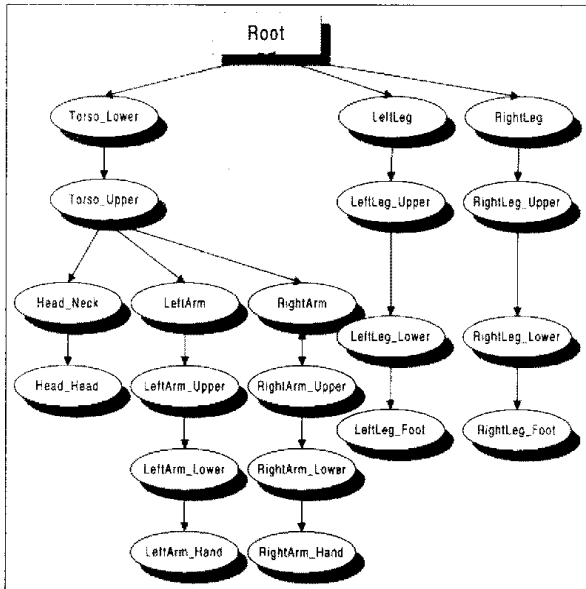 Root
Torso_Lower
LeftLeg
RightLeg
Torso_Upper
LeftLeg_Upper
RightLeg_Upper
Head_Neck
LeftArm
RightArm
LeftLeg_Lower
RightLeg_Lower
Head_Head
LeftArm_Upper
RightArm_Upper
LeftLeg_Foot
RightLeg_Foot
LeftArm_Lower
RightArm_Lower
LeftArm_Hand
RightArm_Hand